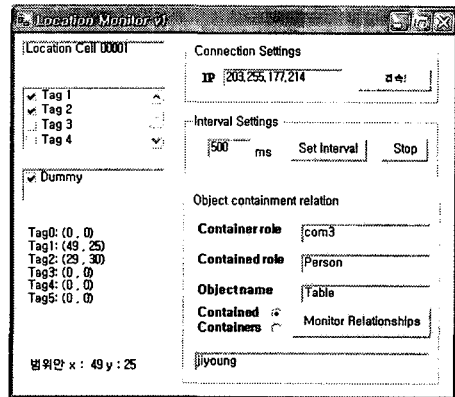 Location Monitor V1
Location Cell 00001
Tag 1
Tag 2
Tag 3
Tag 4
Dummy
Tag0: (0 , 0)
Tag1: (49 , 25)
Tag2: (29 , 30)
Tag3: (0 , 0)
Tag4: (0 , 0)
Tag5: (0 , 0)
범위안 x : 49 y : 25
Connection Settings
IP 203,255,177,214 접속!
Interval Settings
500 ms Set Interval Stop
Object containment relation
Container role com3
Contained role Person
Object name Table
Contained
Containers
Monitor Relationships
jiyoung